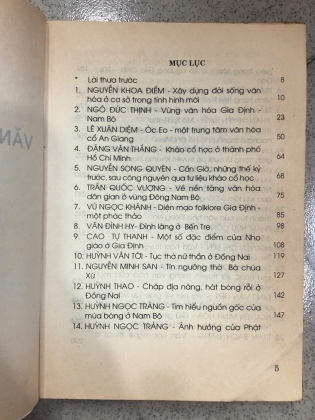 VĂN
MỤC LỤC
* Lời thưa trước 8
1. NGUYỄN KHOA ĐIỀM - Xây dựng đời sống văn
hóa ở cơ sở trong tình hình mới 10
2. NGÔ ĐỨC THỊNH - Vùng văn hóa Gia Định -
Nam Bộ 23
3. LÊ XUÂN DIỆM - Óc Eo - một trung tâm văn hóa
cổ An Giang 50
4. ĐẶNG VĂN THẮNG - Khảo cổ học ở thành phố
Hồ Chí Minh 64
5. NGUYỄN SONG QUYÊN - Cần Giờ, những thế kỷ
trước, sau công nguyên qua tư liệu khảo cổ học 68
6. TRẦN QUỐC VƯỢNG - Về nền tảng văn hóa
dân gian ở vùng Đông Nam Bộ 75
7. VŨ NGỌC KHÁNH - Diện mạo folklore Gia Định -
một phác thảo 85
8. VĂN ĐÌNH HY- Đình làng ở Bến Tre 98
9. CAO TỰ THANH - Một số đặc điểm của Nho
giáo ở Gia Định 108
10. HUỲNH VĂN TỚI - Tục thờ nữ thần ở Đồng Nai 119
11. NGUYỄN MINH SAN - Tín ngưỡng thờ Bà chúa
Xứ 126
12. HUỲNH THAO - Chặp địa nàng, hát bóng rỗi ở
Đồng Nai 142
13. HUỲNH NGỌC TRẢNG - Tìm hiểu nguồn gốc của
múa bóng ở Nam Bộ 147
14. HUỲNH NGỌC TRẢNG - Ảnh hưởng của Phật
5